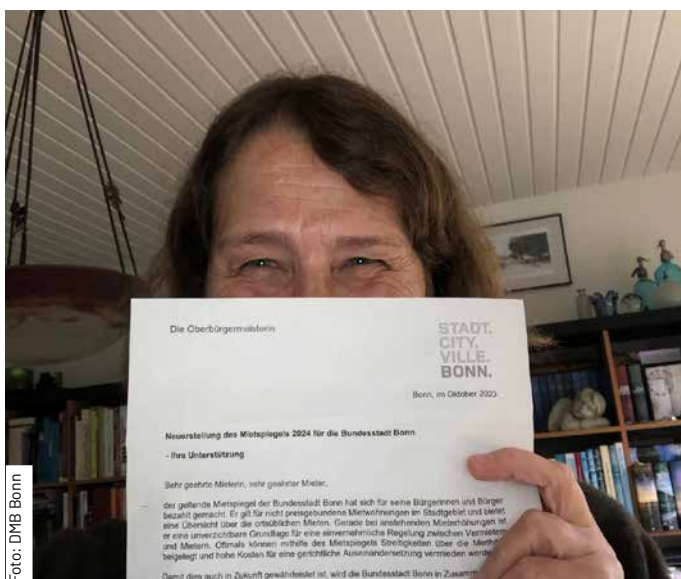 Die Oberbürgermeisterin
STADT.
CITY.
VILLE.
BONN.
Bonn, im Oktober 2023
Neuerstellung des Mietspiegels 2024 für die Bundesstadt Bonn
- Ihre Unterstützung
Sehr geehrte Mieterin, sehr geehrter Mieter,
der geltende Mietspiegel der Bundesstadt Bonn hat sich für seine Bürgerinnen und Bürger
bezahlt gemacht. Er gilt für nicht preisgebundene Mietwohnungen im Stadtgebiet und bietet
eine Übersicht über die ortsüblichen Mieten. Gerade bei anstehenden Mieterhöhungen ist
er eine unverzichtbare Grundlage für eine einvernehmliche Regelung zwischen Vermietern
und Mietern. Oftmals können mithilfe des Mietspiegels Streitigkeiten über die Miethöhe
beigelegt und hohe Kosten für eine gerichtliche Auseinandersetzung vermieden werden
Damit dies auch in Zukunft gewährleistet ist, wird die Bundesstadt Bonn in
Foto: DMB Bonn